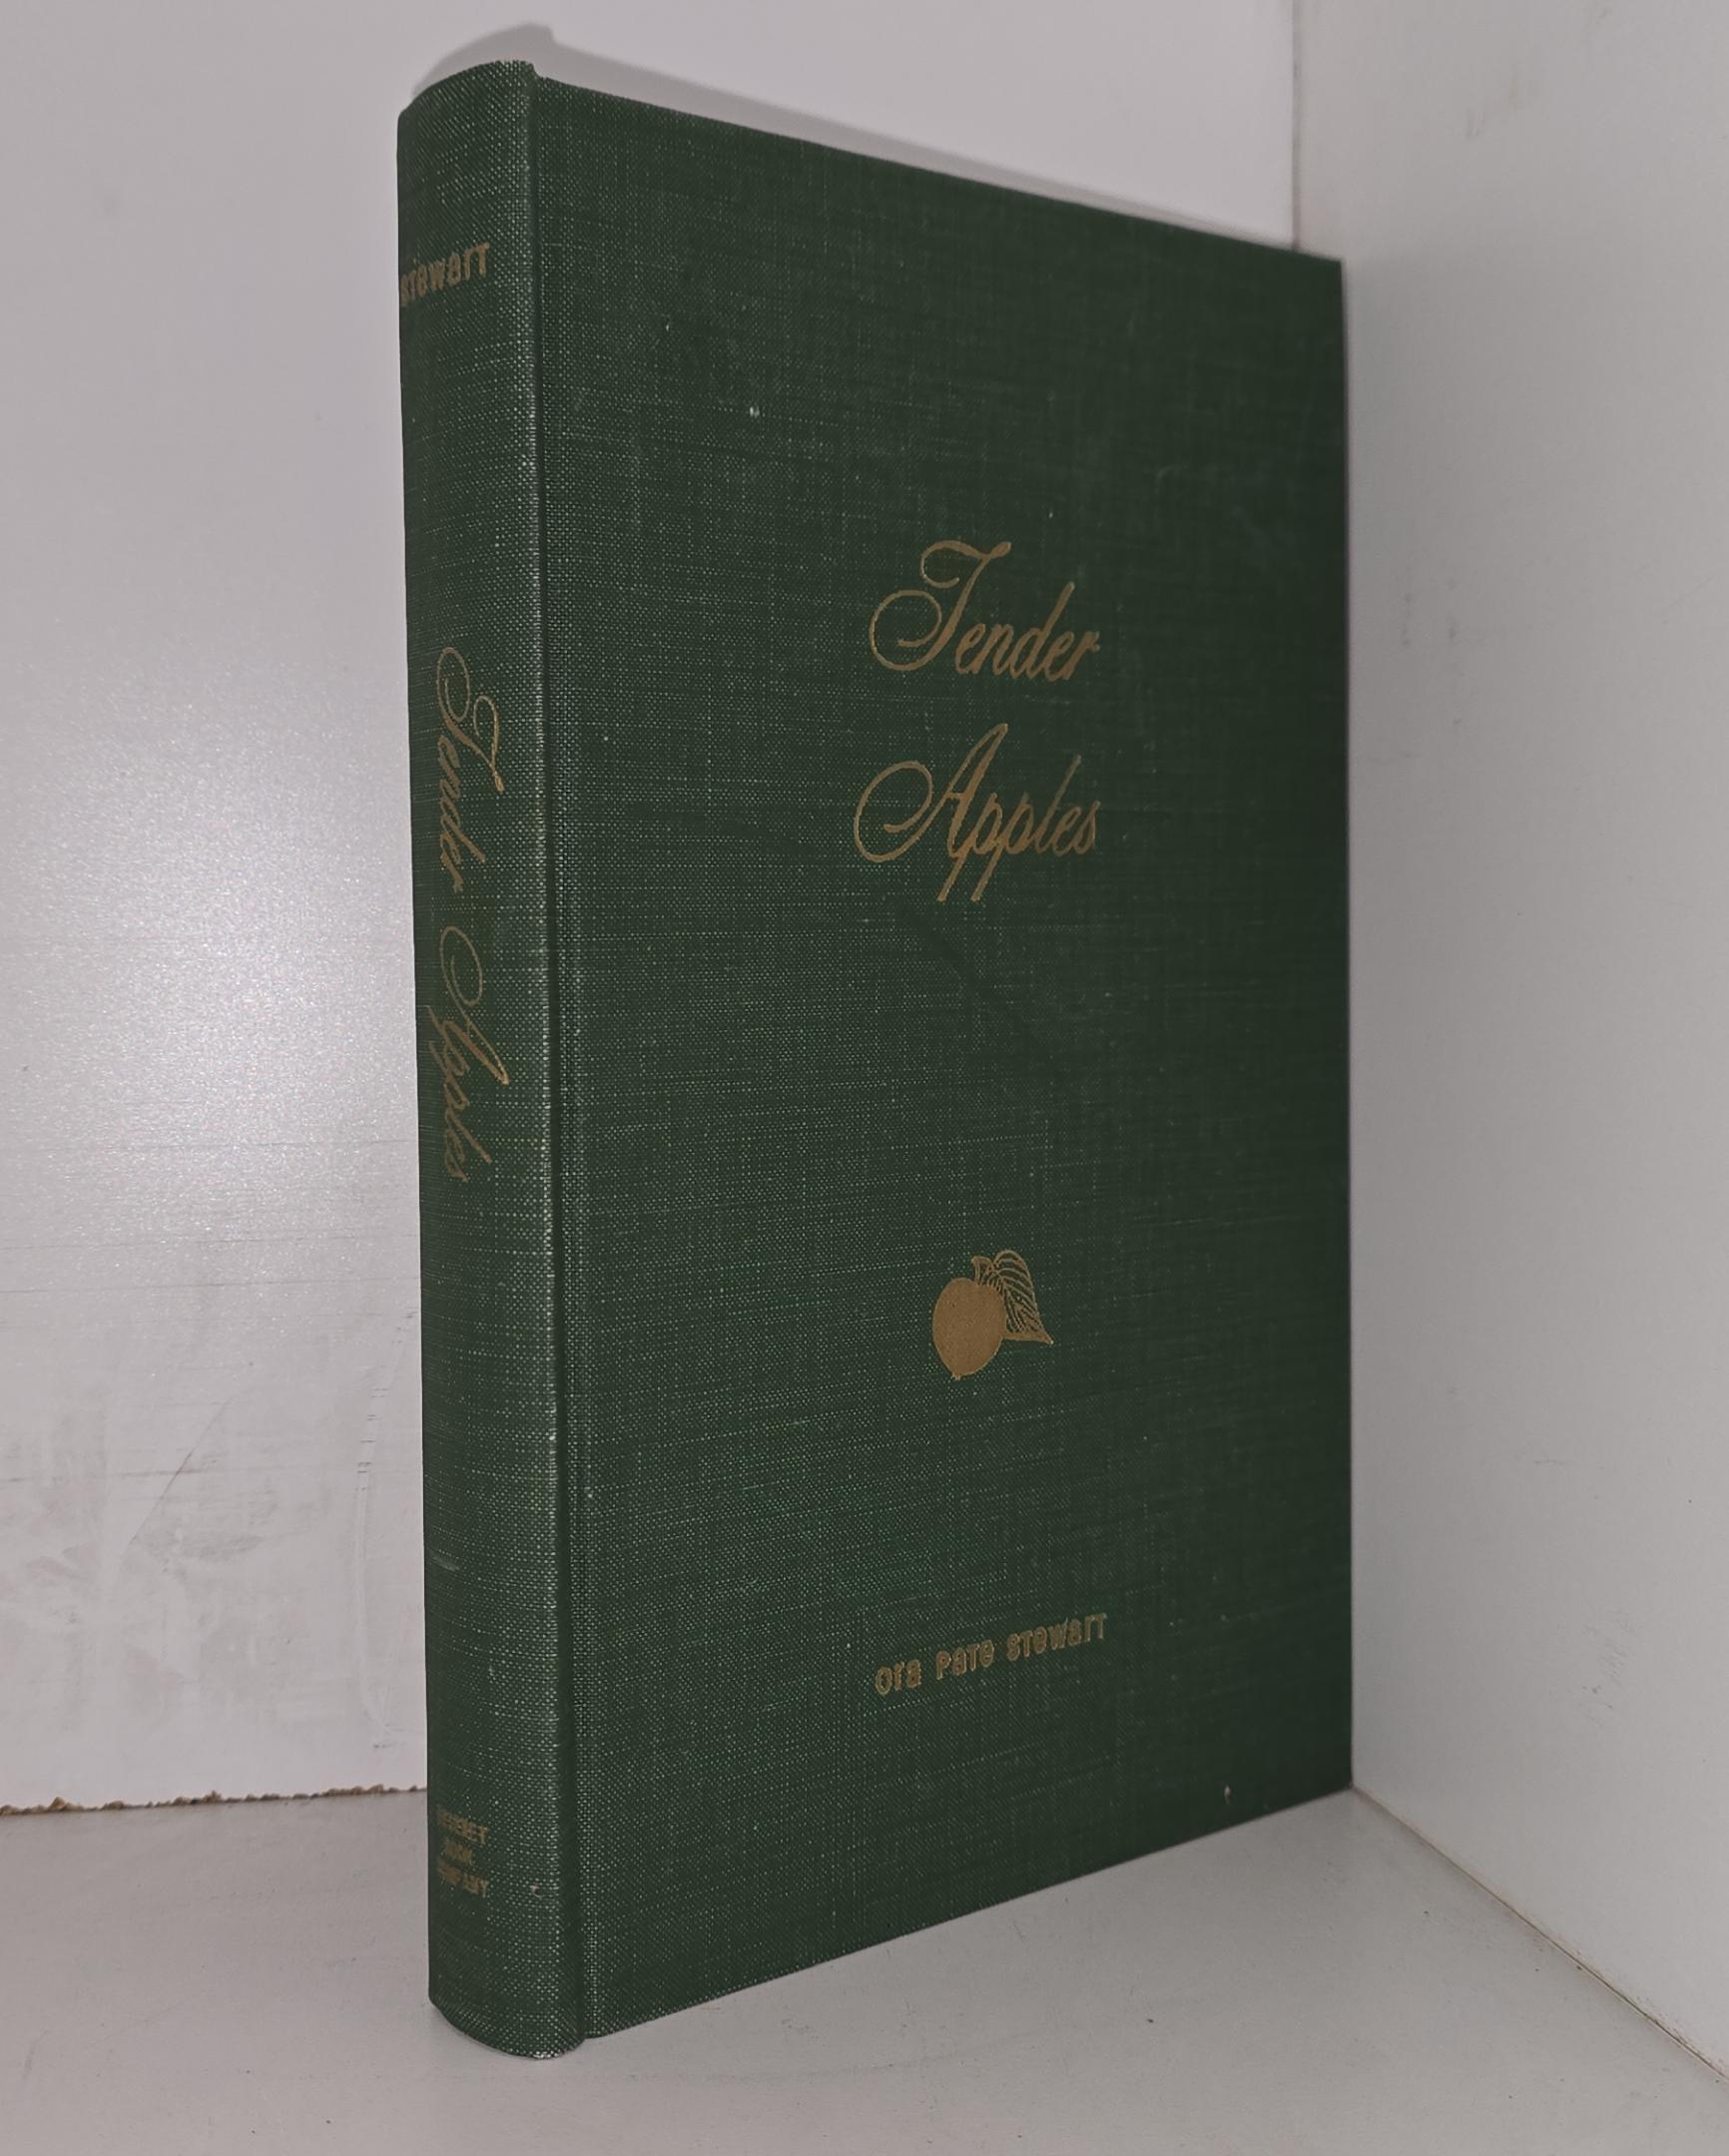 Stewart
Tender Apples
DESERET
BOOK
COMPANY
Tender
Apples
Ora Pate Stewart